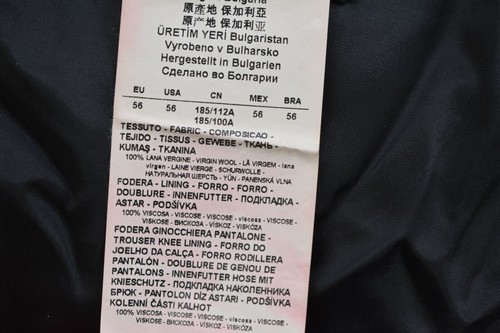 in Bulgaria
原產地 保加利亞
原产地 保加利亚
ÜRETİM YERİ Bulgaristan
Vyrobeno v Bulharsko
Hergestellt in Bulgarien
Сделано во Болгарии
EU USA CN MEX BRA
56 56 185/112A 56 56
185/100A
TESSUTO - FABRIC - COMPOSICAO -
TEJIDO - TISSUS - GEWEBE - ТКАНЬ -
KUMAŞ - TKANINA
100% LANA VERGINE - VIRGIN WOOL - LÃ VIRGEM - lana
virgen - LAINE VIERGE - SCHURWOLLE -
НАТУРАЛЬНАЯ ШЕРСТЬ - YÜN - PANENSKÁ VLNA
FODERA - LINING - FORRO - FORRO -
DOUBLURE - INNENFUTTER - ПОДКЛАДКА -
ASTAR - PODŠÍVKA
100% VISCOSA - VISCOSE - VISCOSE - viscosa - VISCOSE -
VISKOSE - ВИСКОЗА - VİSKOZ - VISKÓZA
FODERA GINOCCHIERA PANTALONE -
TROUSER KNEE LINING - FORRO DO
JOELHO DA CALÇA - FORRO RODILLERA
PANTALÓN - DOUBLURE DE GENOU DE
PANTALONS - INNENFUTTER HOSE MIT
KNIESCHUTZ - ПОДКЛАДКА НАКОЛЕННИКА
БРЮК - PANTOLON DİZ ASTARI - PODŠÍVKA
KOLENNÍ ČÁSTI KALHOT
100% VISCOSA - VISCOSE - VISCOSE - viscosa - VISCOSE -
VISKOSE - ВИСКОЗА - VİSKOZ - VISKÓZA